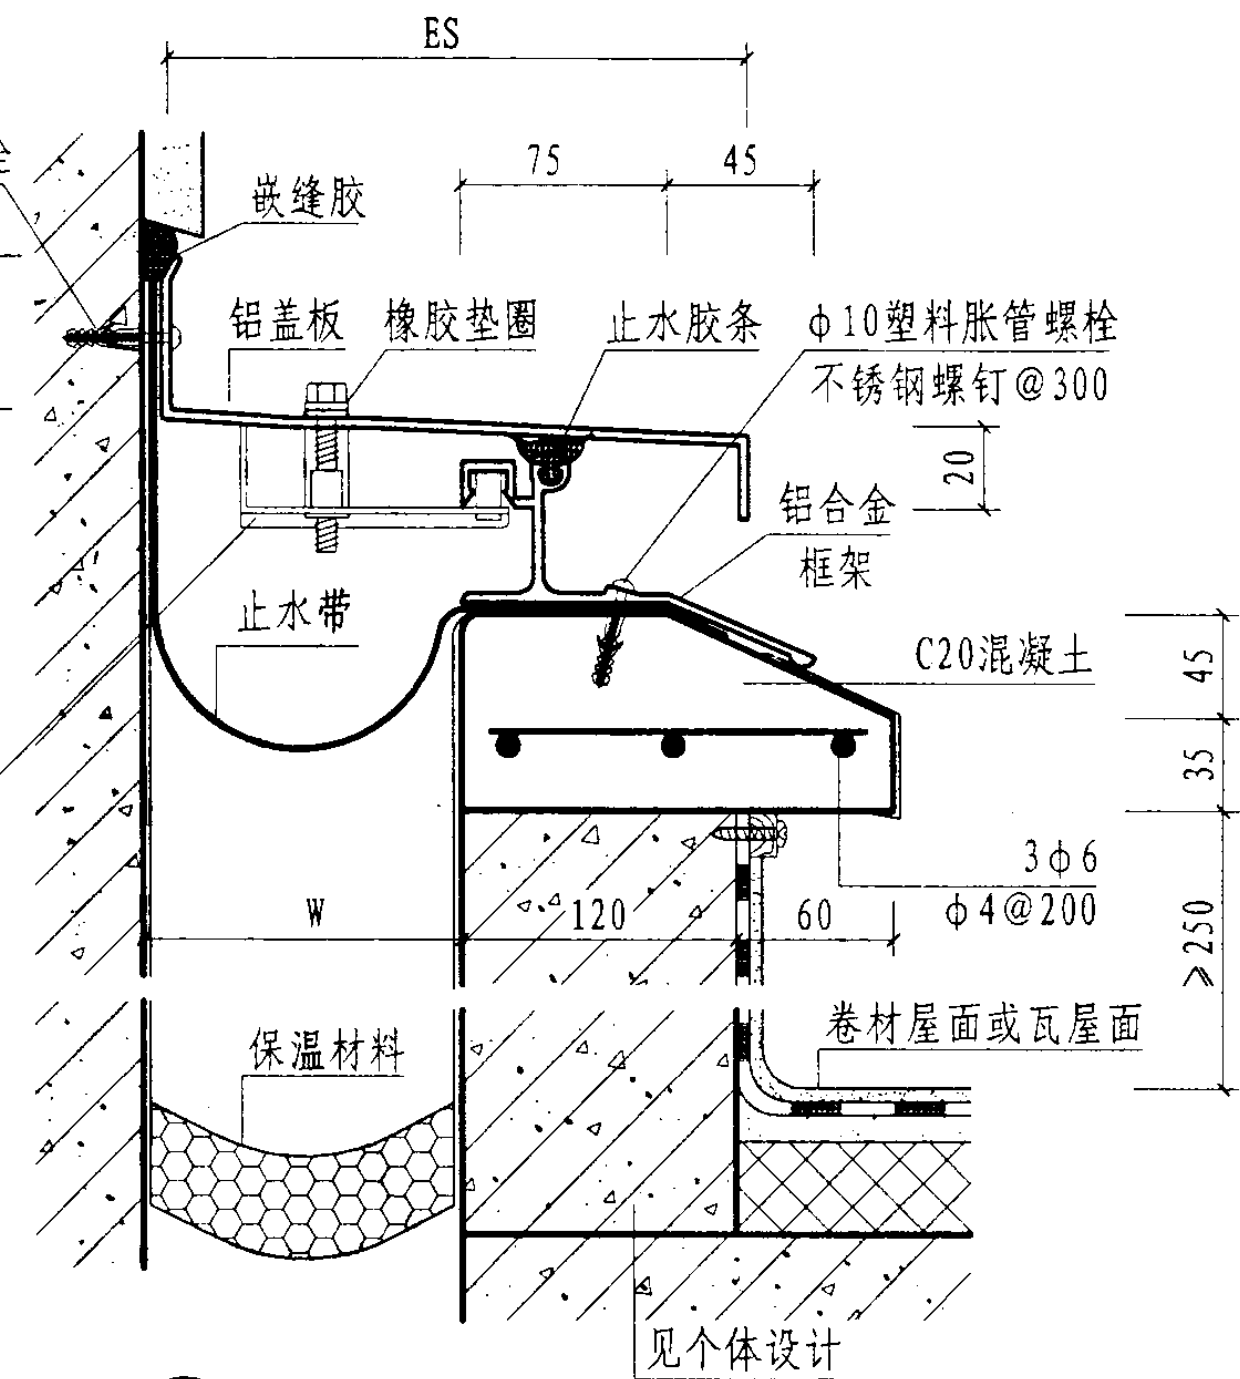 ES
75
45
嵌缝胶
铝盖板
橡胶垫圈
止水胶条
φ10塑料胀管螺栓
不锈钢螺钉@300
20
铝合金
框架
止水带
C20混凝土
45
35
3φ6
φ4@200
W
120
60
≥250
卷材屋面或瓦屋面
保温材料
见个体设计